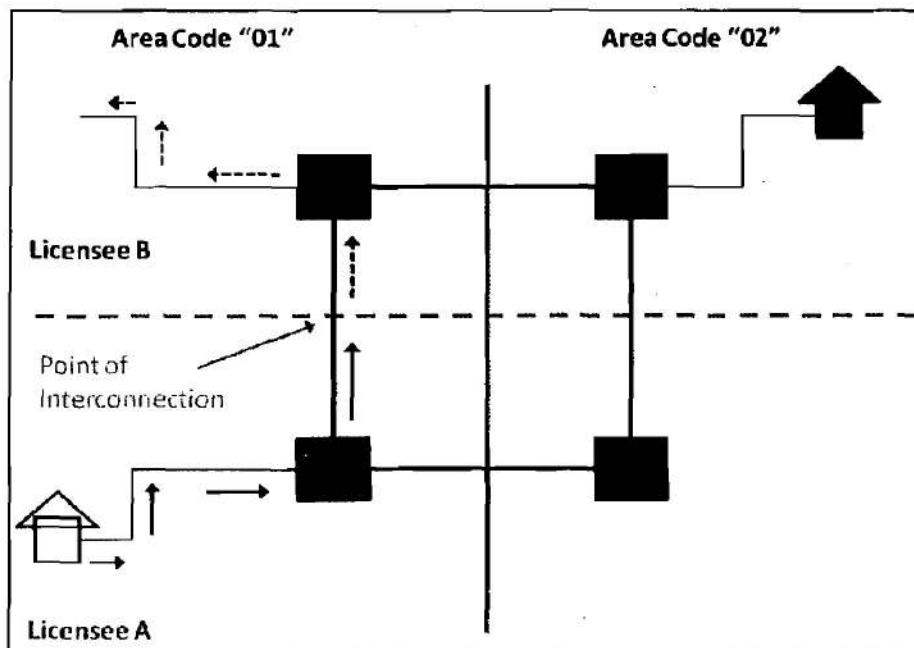 Area Code "01"
Area Code "02"
Licensee B
Point of
Interconnection
Licensee A